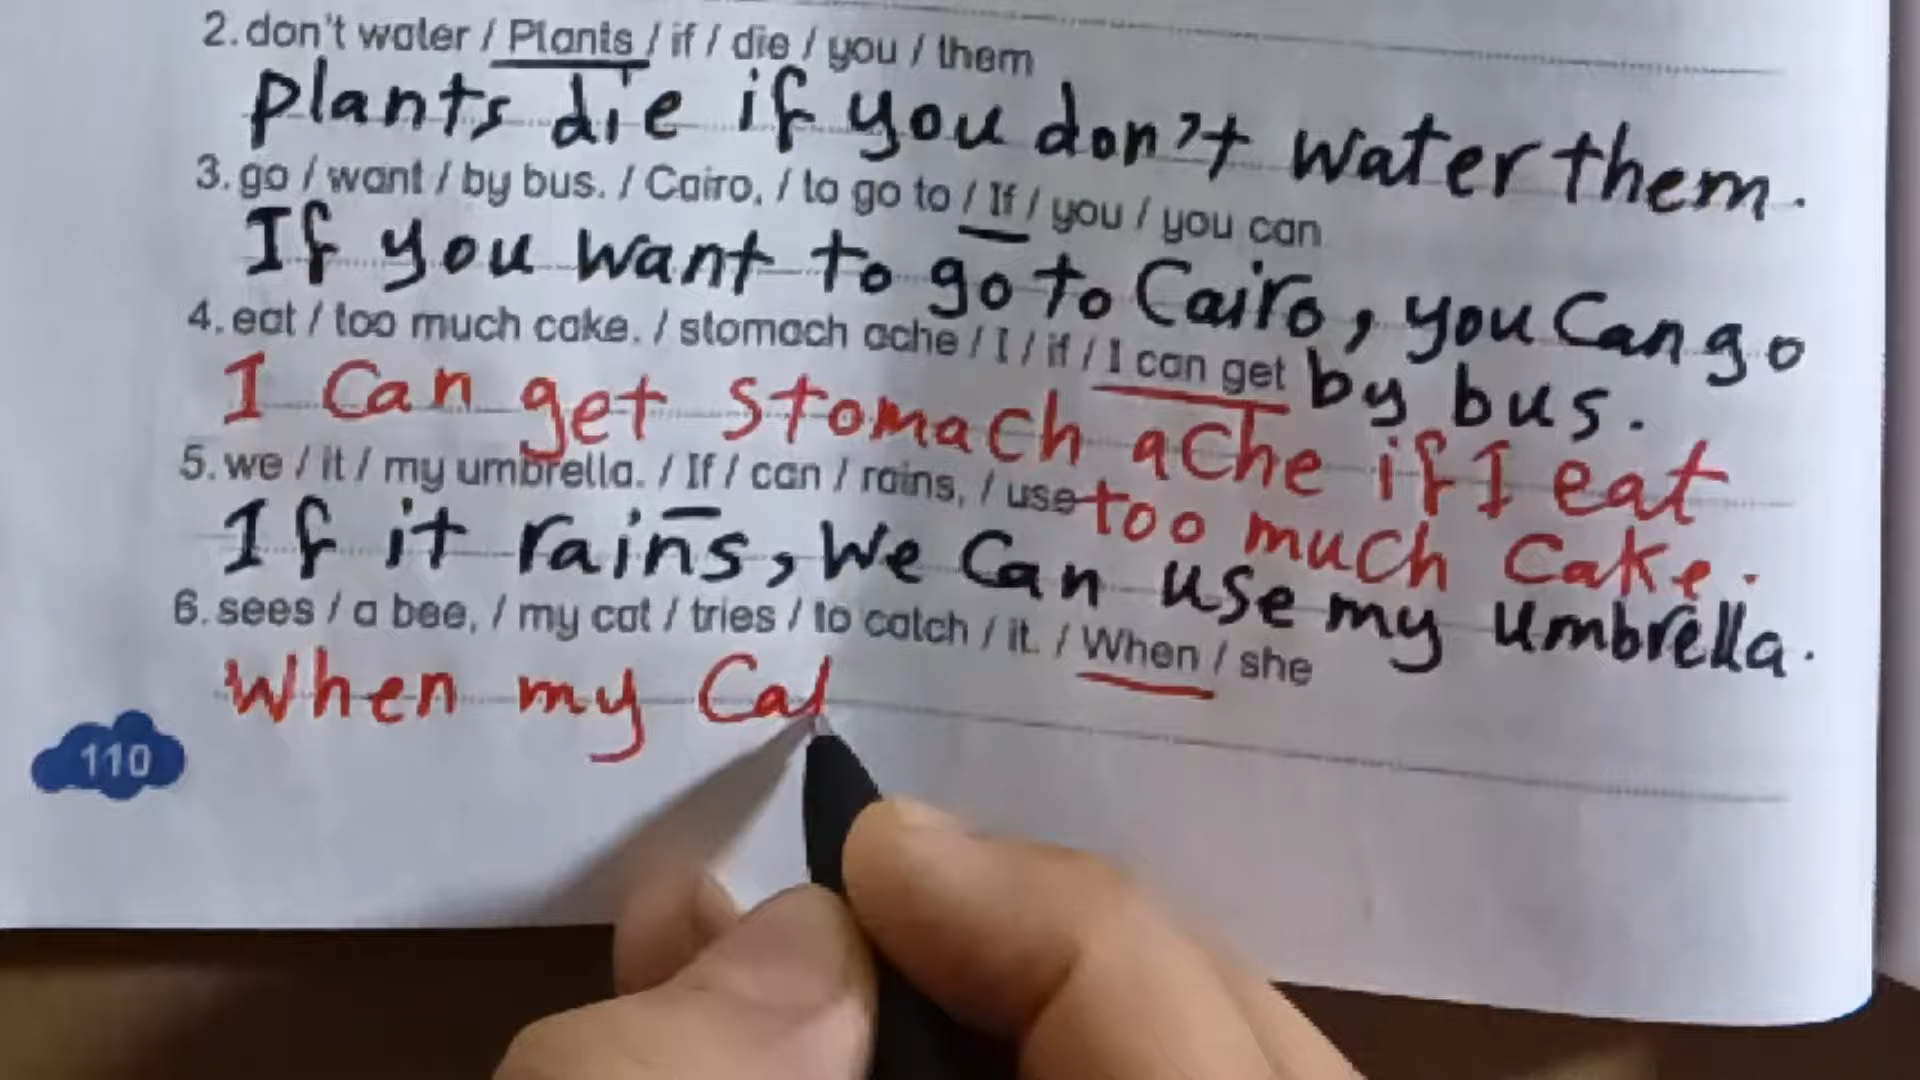 2. don't water / Plants / if / die / you / them
Plants die if you don't water them.
3. go / want / by bus. / Cairo, / to go to / If / you / you can
If you want to go to Cairo, you can go
by bus.
4. eat / too much cake. / stomach ache / I / if / I can get
I can get stomach ache if I eat
too much cake.
5. we / it / my umbrella. / If / can / rains, / use
If it rains, we can use my umbrella.
6. sees / a bee, / my cat / tries / to catch / it. / When / she
When my Cat
110